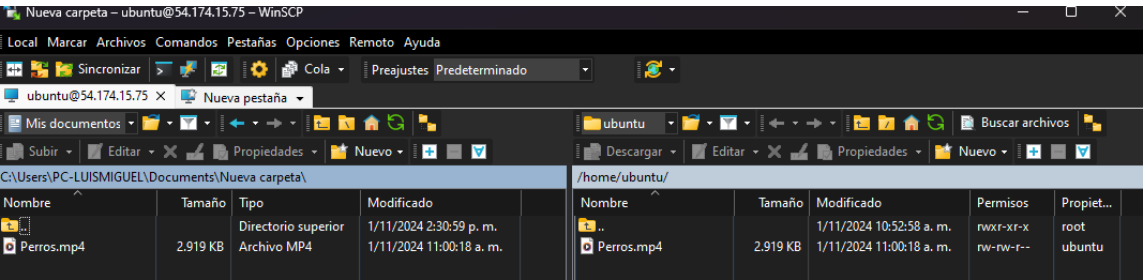 Nueva carpeta – ubuntu@54.174.15.75 – WinSCP
Local Marcar Archivos Comandos Pestañas Opciones Remoto Ayuda
Sincronizar Cola Preajustes Predeterminado
ubuntu@54.174.15.75 Nueva pestaña
Mis documentos
Subir Editar Propiedades Nuevo
C:\Users\PC-LUISMIGUEL\Documents\Nueva carpeta\
Nombre Tamaño Tipo Modificado
.. Directorio superior 1/11/2024 2:30:59 p. m.
Perros.mp4 2.919 KB Archivo MP4 1/11/2024 11:00:18 a. m.
ubuntu Buscar archivos
Descargar Editar Propiedades Nuevo
/home/ubuntu/
Nombre Tamaño Modificado Permisos Propiet...
.. 1/11/2024 10:52:58 a. m. rwxr-xr-x root
Perros.mp4 2.919 KB 1/11/2024 11:00:18 a. m. rw-rw-r-- ubuntu